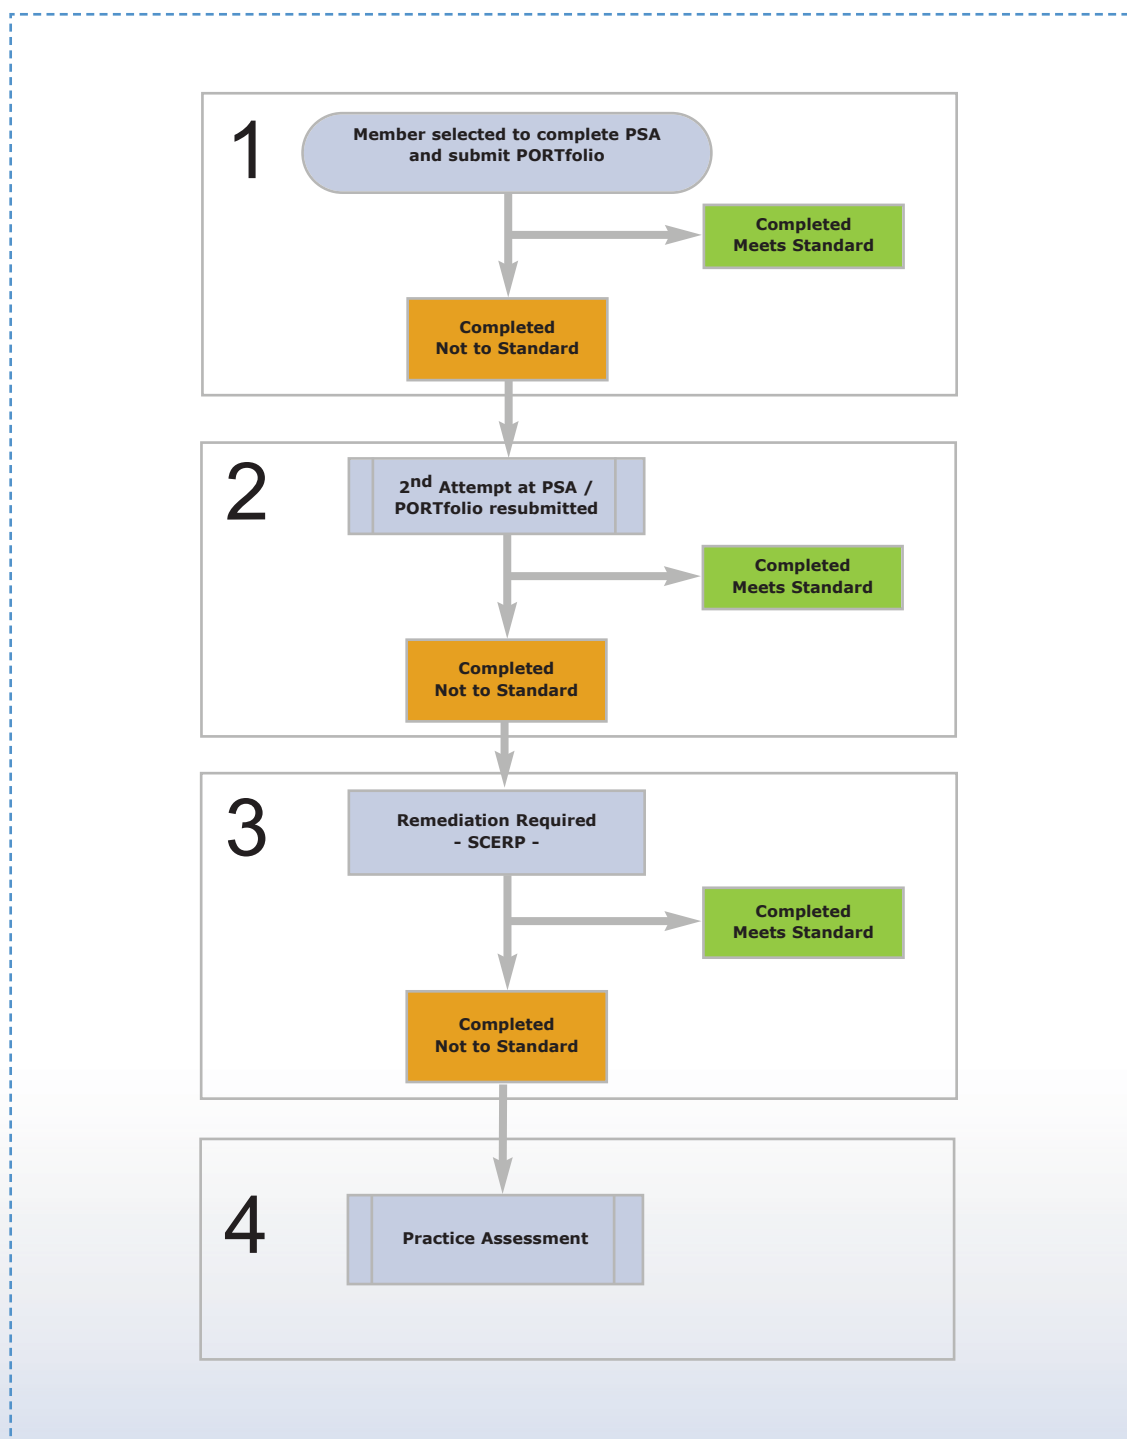 1
Member selected to complete PSA
and submit PORTfolio
Completed
Meets Standard
Completed
Not to Standard
2
2nd Attempt at PSA /
PORTfolio resubmitted
Completed
Meets Standard
Completed
Not to Standard
3
Remediation Required
- SCERP -
Completed
Meets Standard
Completed
Not to Standard
4
Practice Assessment